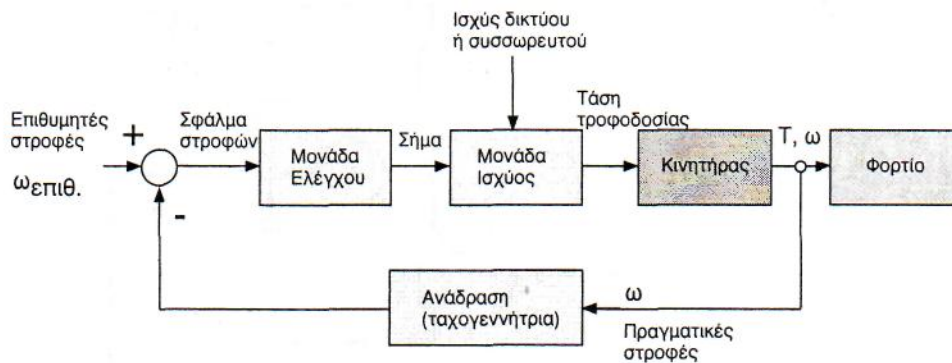 Ισχύς δικτύου
ή συσσωρευτού
Επιθυμητές
στροφές
+
ωεπιθ.
-
Σφάλμα
στροφών
Μονάδα
Ελέγχου
Σήμα
Μονάδα
Ισχύος
Τάση
τροφοδοσίας
Κινητήρας
Τ, ω
Φορτίο
Ανάδραση
(ταχογεννήτρια)
ω
Πραγματικές
στροφές